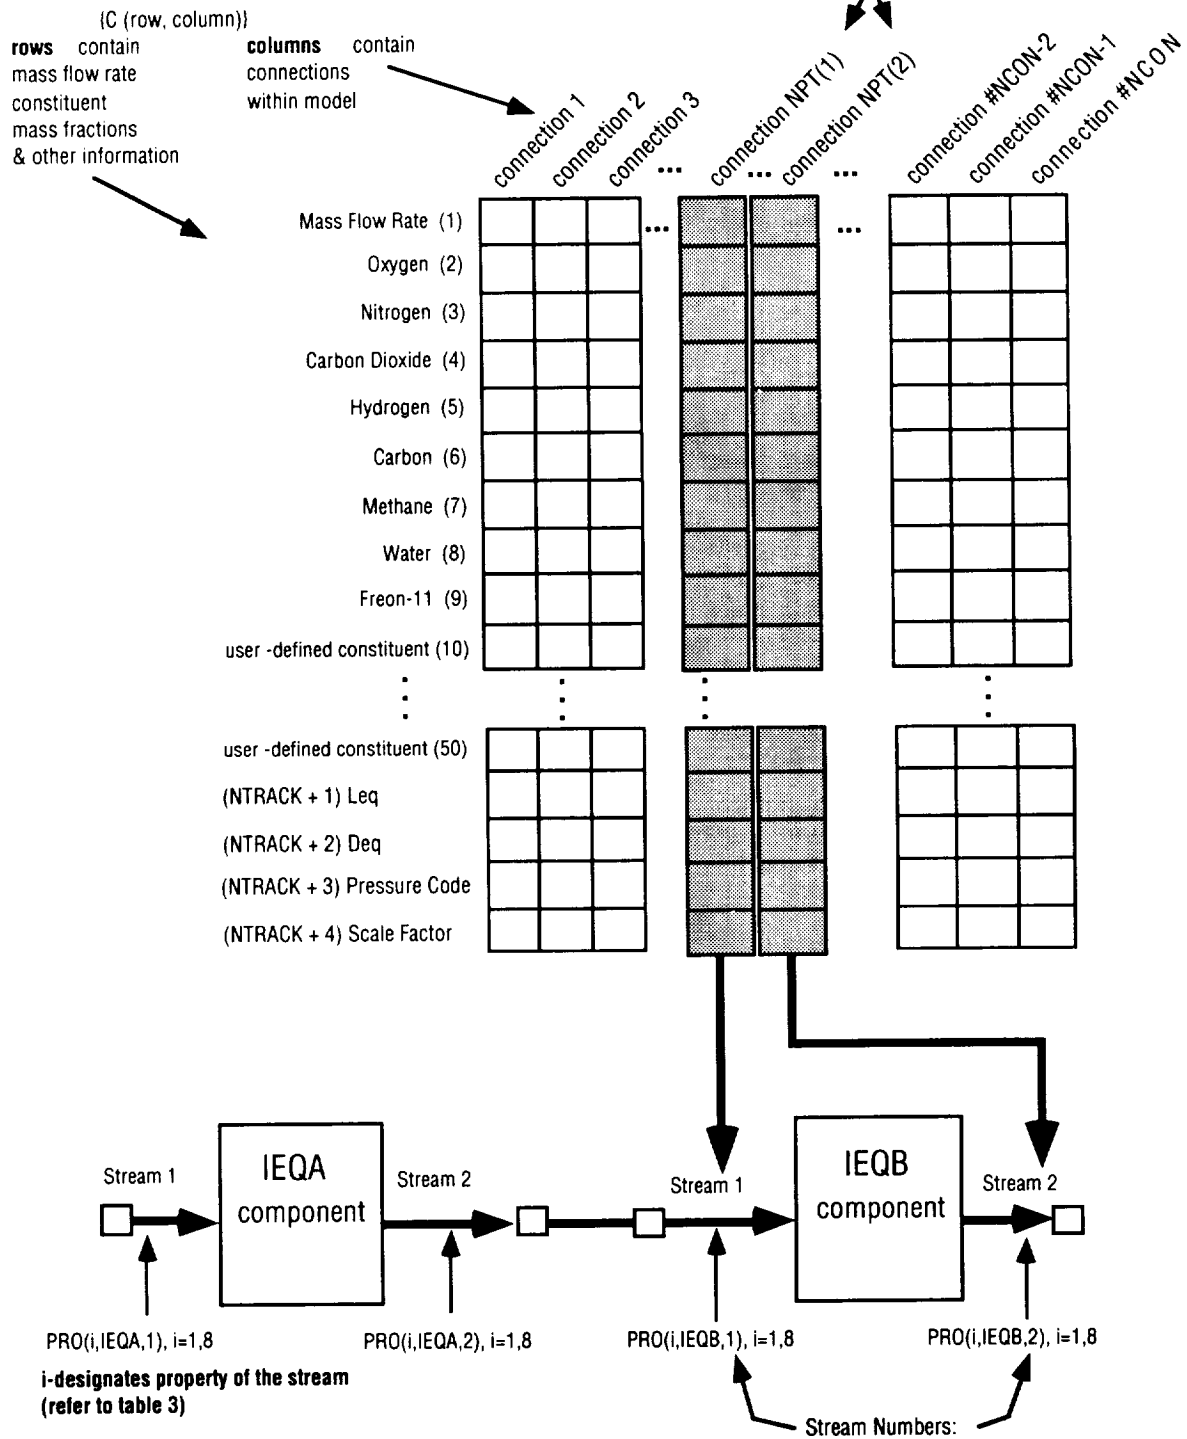 {C (row, column)}
rows contain
mass flow rate
constituent
mass fractions
& other information
columns contain
connections
within model
connection 1
connection 2
connection 3
...
connection NPT(1)
...
connection NPT(2)
...
connection #NCON-2
connection #NCON-1
connection #NCON
Mass Flow Rate (1)
... ...
Oxygen (2)
Nitrogen (3)
Carbon Dioxide (4)
Hydrogen (5)
Carbon (6)
Methane (7)
Water (8)
Freon-11 (9)
user -defined constituent (10)
user -defined constituent (50)
(NTRACK + 1) Leq
(NTRACK + 2) Deq
(NTRACK + 3) Pressure Code
(NTRACK + 4) Scale Factor
Stream 1
IEQA
component
Stream 2
Stream 1
IEQB
component
Stream 2
PRO(i,IEQA,1), i=1,8
PRO(i,IEQA,2), i=1,8
PRO(i,IEQB,1), i=1,8
PRO(i,IEQB,2), i=1,8
i-designates property of the stream
(refer to table 3)
Stream Numbers: